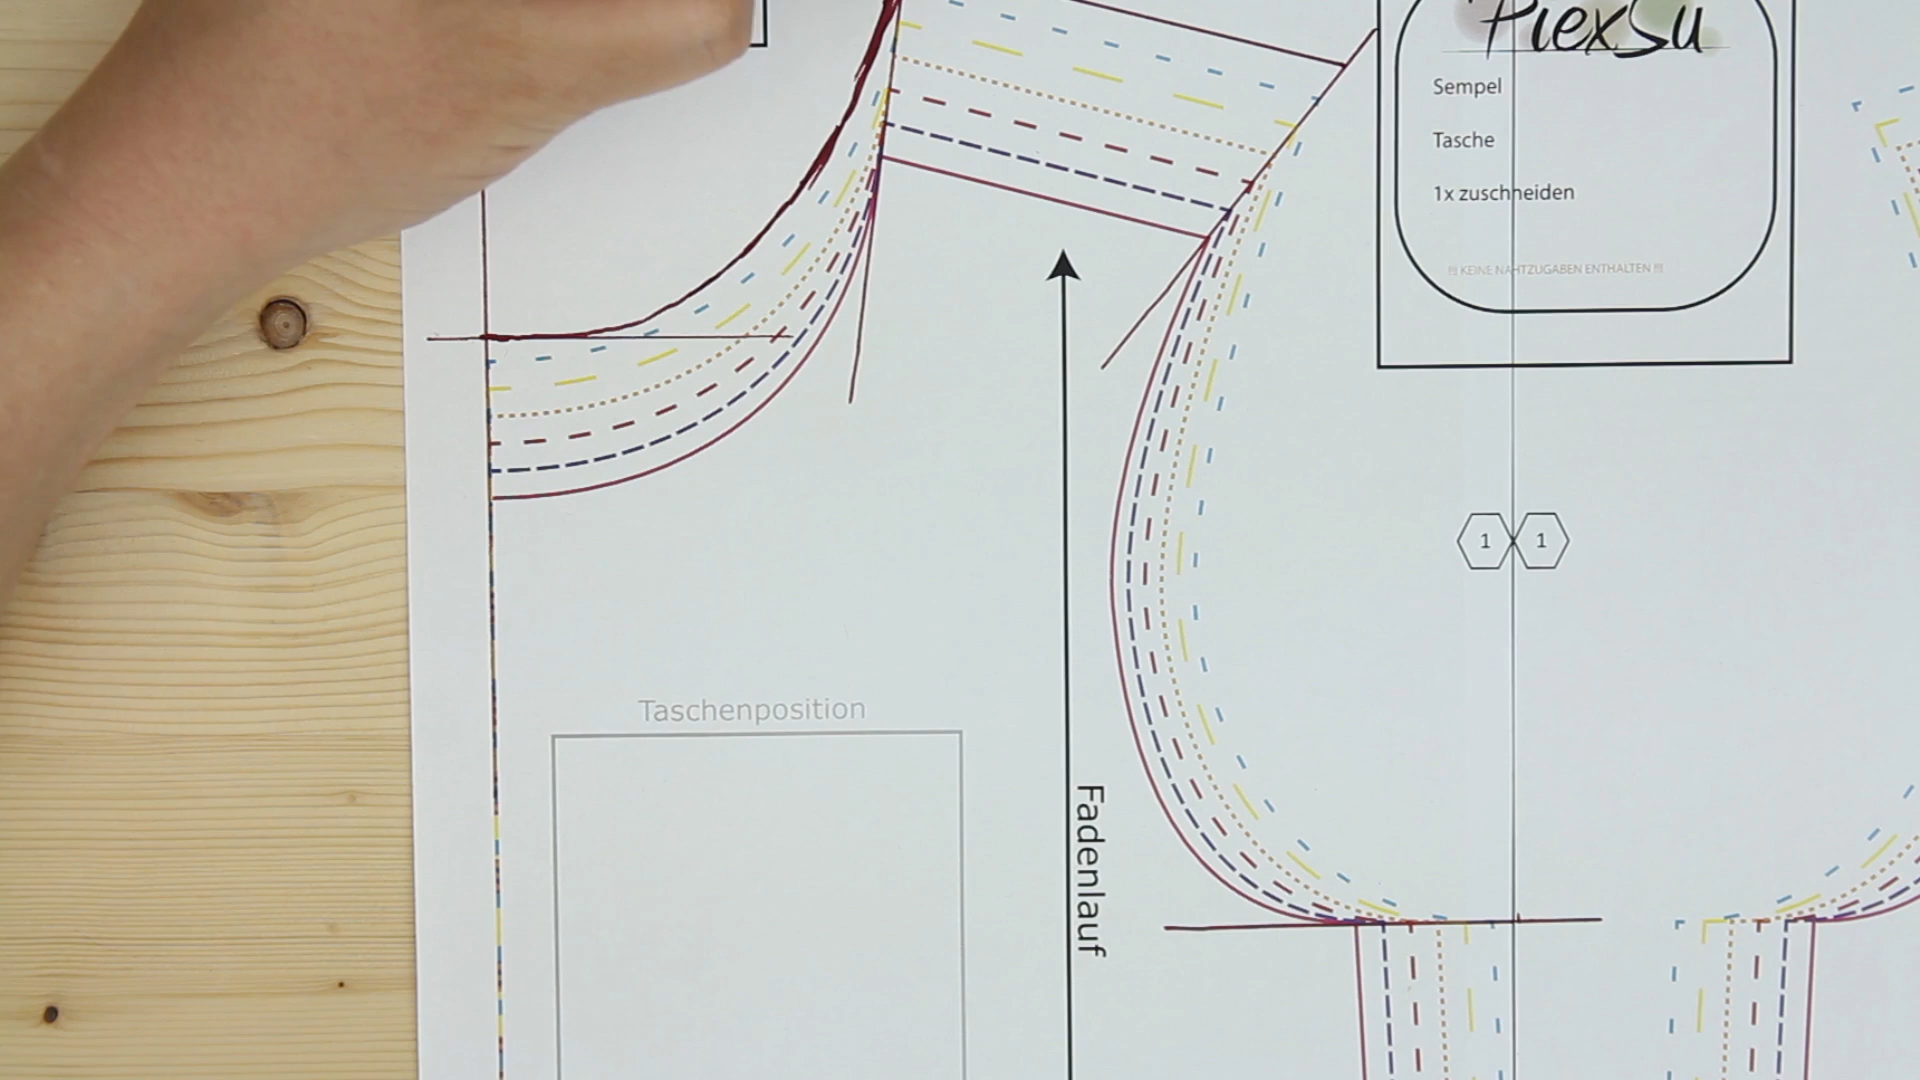 PiexSu
Sempel
Tasche
1x zuschneiden
!!! KEINE NAHTZUGABEN ENTHALTEN !!!
1 1
Taschenposition
Fadenlauf